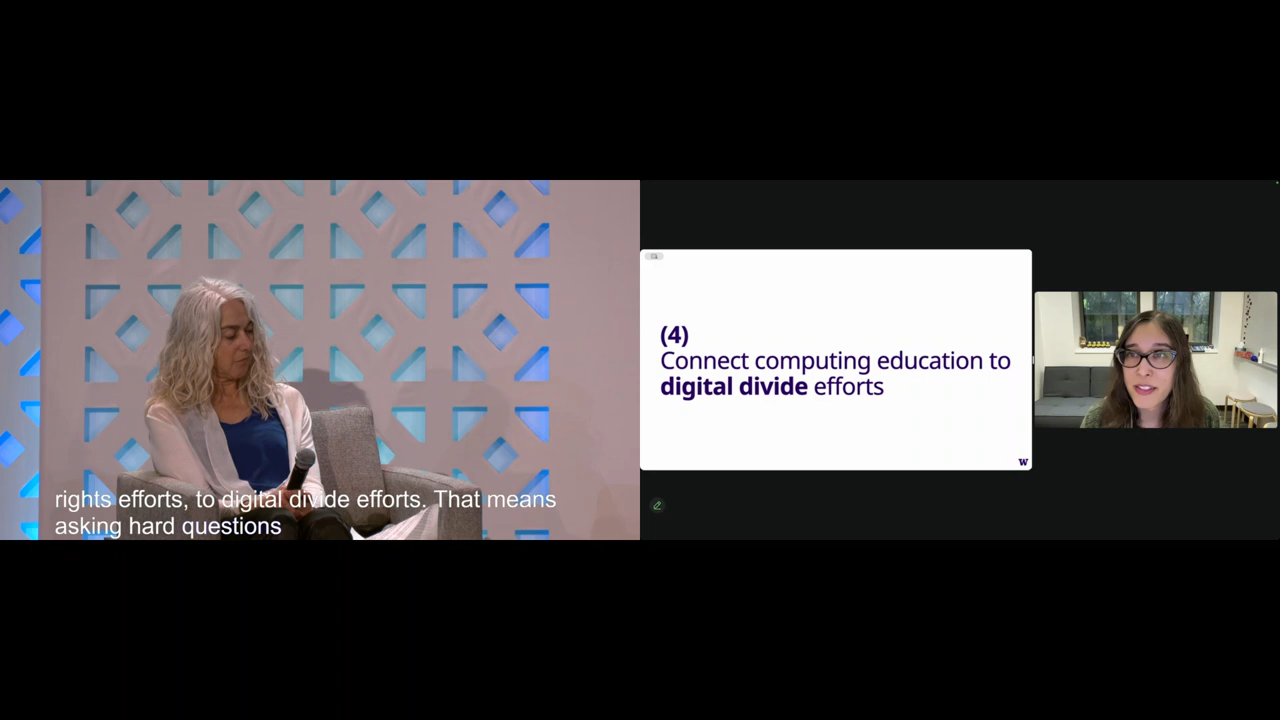 rights efforts, to digital divide efforts. That means
asking hard questions
(4)
Connect computing education to
digital divide efforts
W